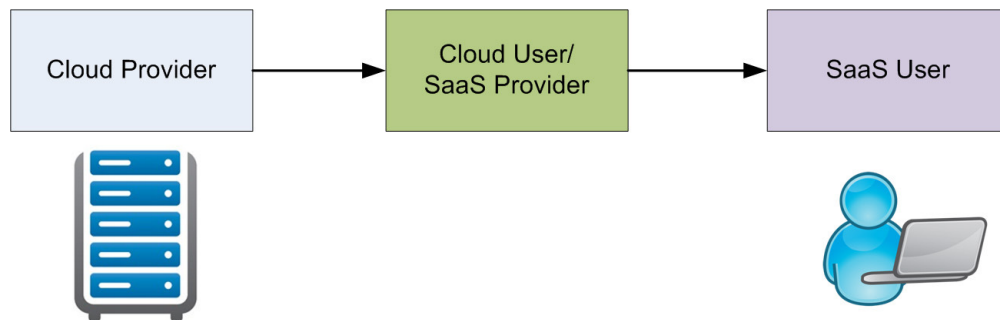 Cloud Provider
Cloud User/
SaaS Provider
SaaS User